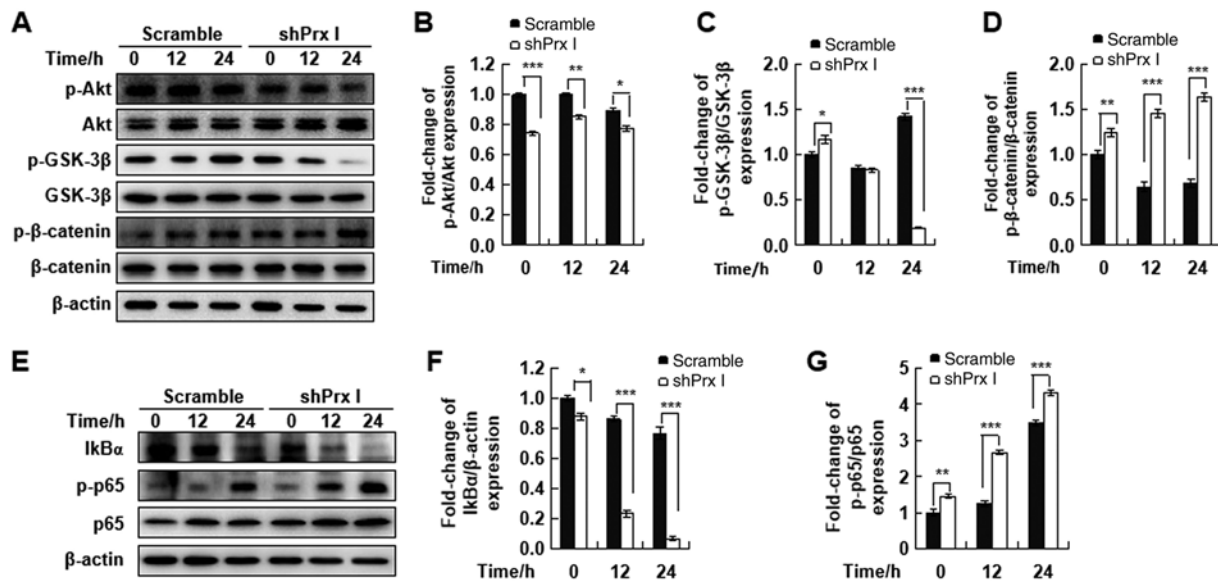 A
Scramble shPrx I
Time/h 0 12 24 0 12 24
p-Akt
Akt
p-GSK-3β
GSK-3β
p-β-catenin
β-catenin
β-actin
B
Scramble
shPrx I
Fold-change of
p-Akt/Akt expression
1.2
1.0
0.8
0.6
0.4
0.2
0.0
*** ** *
Time/h 0 12 24
C
Scramble
shPrx I
Fold-change of
p-GSK-3β/GSK-3β
expression
2.0
1.5
1.0
0.5
0.0
* ***
Time/h 0 12 24
D
Scramble
shPrx I
Fold-change of
p-β-catenin/β-catenin
expression
2.0
1.5
1.0
0.5
0.0
** *** ***
Time/h 0 12 24
E
Scramble shPrx I
Time/h 0 12 24 0 12 24
IkBα
p-p65
p65
β-actin
F
Scramble
shPrx I
Fold-change of
IkBα/β-actin
expression
1.2
1.0
0.8
0.6
0.4
0.2
0.0
* *** ***
Time/h 0 12 24
G
Scramble
shPrx I
Fold-change of
p-p65/p65
expression
5
4
3
2
1
0
** *** ***
Time/h 0 12 24